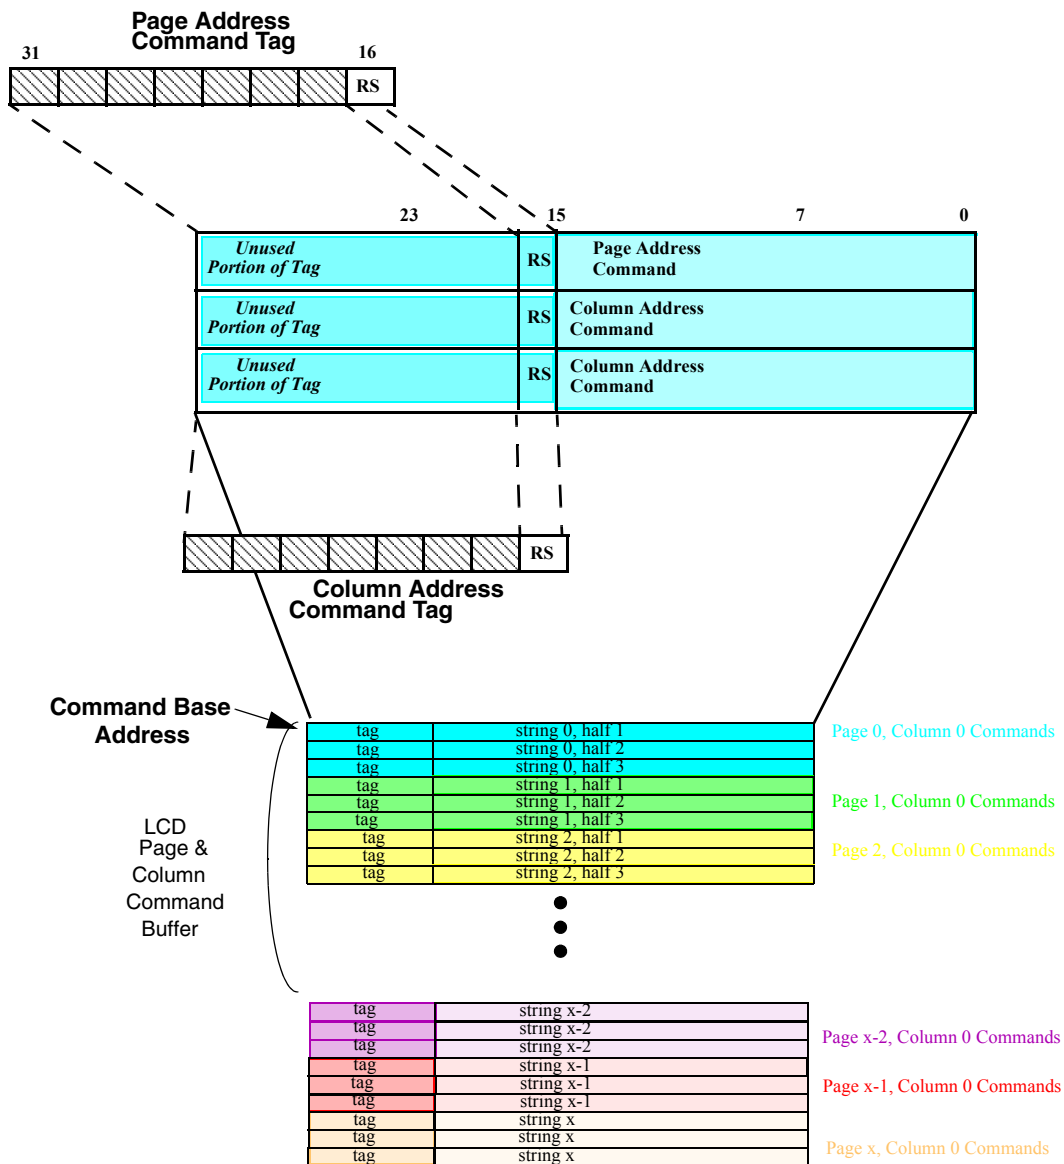 Page Address
Command Tag
31 16
RS
23 15 7 0
Unused
Portion of Tag
RS
Page Address
Command
Unused
Portion of Tag
RS
Column Address
Command
Unused
Portion of Tag
RS
Column Address
Command
RS
Column Address
Command Tag
Command Base
Address
tag string 0, half 1
Page 0, Column 0 Commands
tag string 0, half 2
tag string 0, half 3
tag string 1, half 1
tag string 1, half 2
Page 1, Column 0 Commands
tag string 1, half 3
tag string 2, half 1
tag string 2, half 2
Page 2, Column 0 Commands
tag string 2, half 3
LCD
Page &
Column
Command
Buffer
tag string x-2
tag string x-2
Page x-2, Column 0 Commands
tag string x-2
tag string x-1
tag string x-1
Page x-1, Column 0 Commands
tag string x-1
tag string x
tag string x
Page x, Column 0 Commands
tag string x